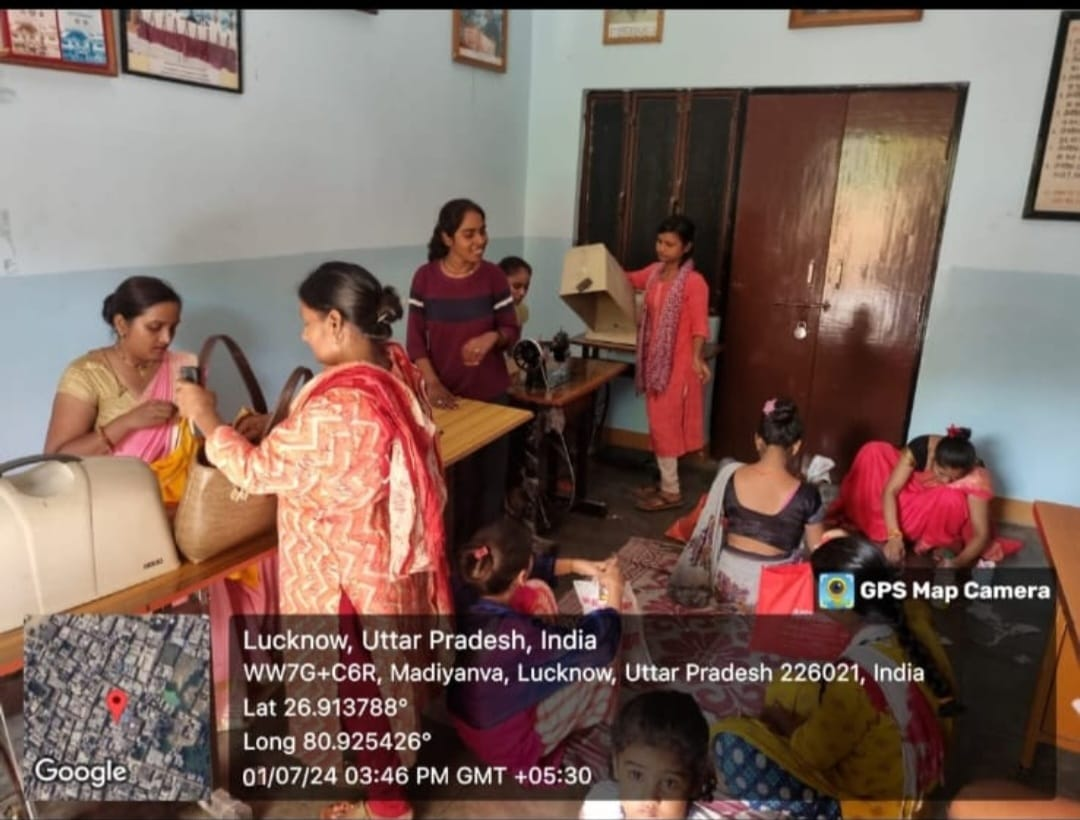 GPS Map Camera
Lucknow, Uttar Pradesh, India
WW7G+C6R, Madiyanva, Lucknow, Uttar Pradesh 226021, India
Lat 26.913788°
Long 80.925426°
01/07/24 03:46 PM GMT +05:30
Google